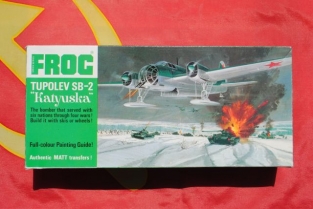 FROG
TUPOLEV SB-2
"Katyuska"
The bomber that served with
six nations through four wars!
Build it with skis or wheels!
Full-colour Painting Guide!
Authentic MATT transfers!